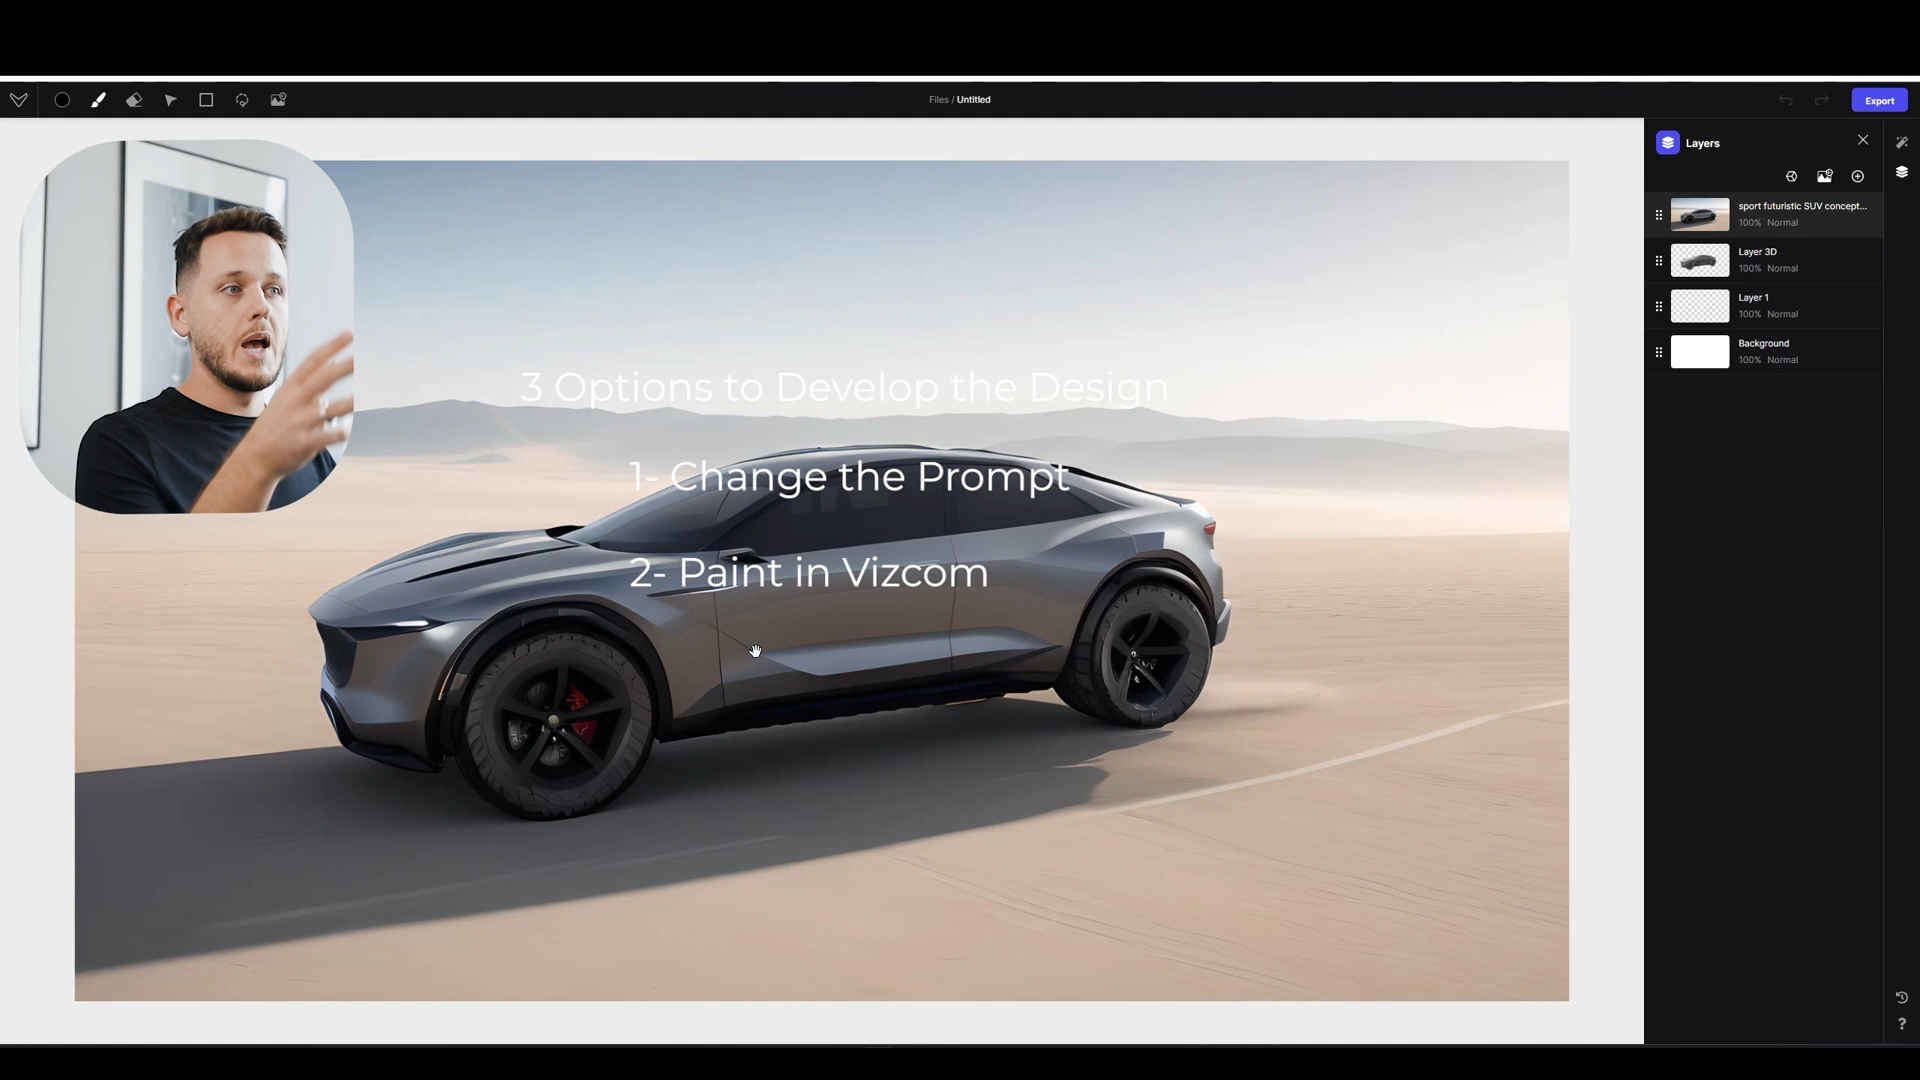 Files / Untitled
Export
Layers
sport futuristic SUV concept...
100% Normal
Layer 3D
100% Normal
Layer 1
100% Normal
Background
100% Normal
3 Options to Develop the Design
1- Change the Prompt
2- Paint in Vizcom
?